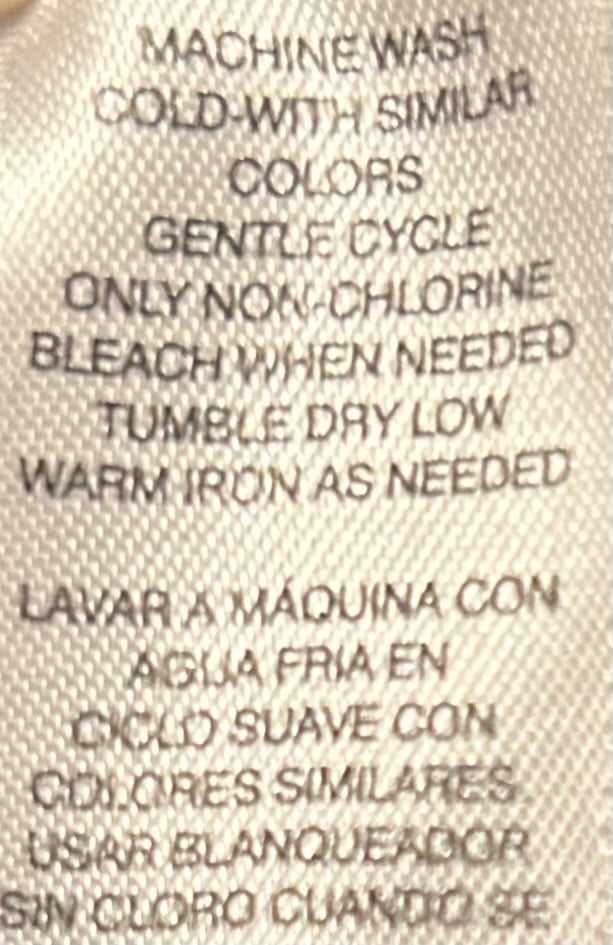 MACHINE WASH
COLD-WITH SIMILAR
COLORS
GENTLE CYCLE
ONLY NON-CHLORINE
BLEACH WHEN NEEDED
TUMBLE DRY LOW
WARM IRON AS NEEDED
LAVAR A MÁQUINA CON
AGUA FRIA EN
CICLO SUAVE CON
COLORES SIMILARES
USAR BLANQUEADOR
SIN CLORO CUANDO SE